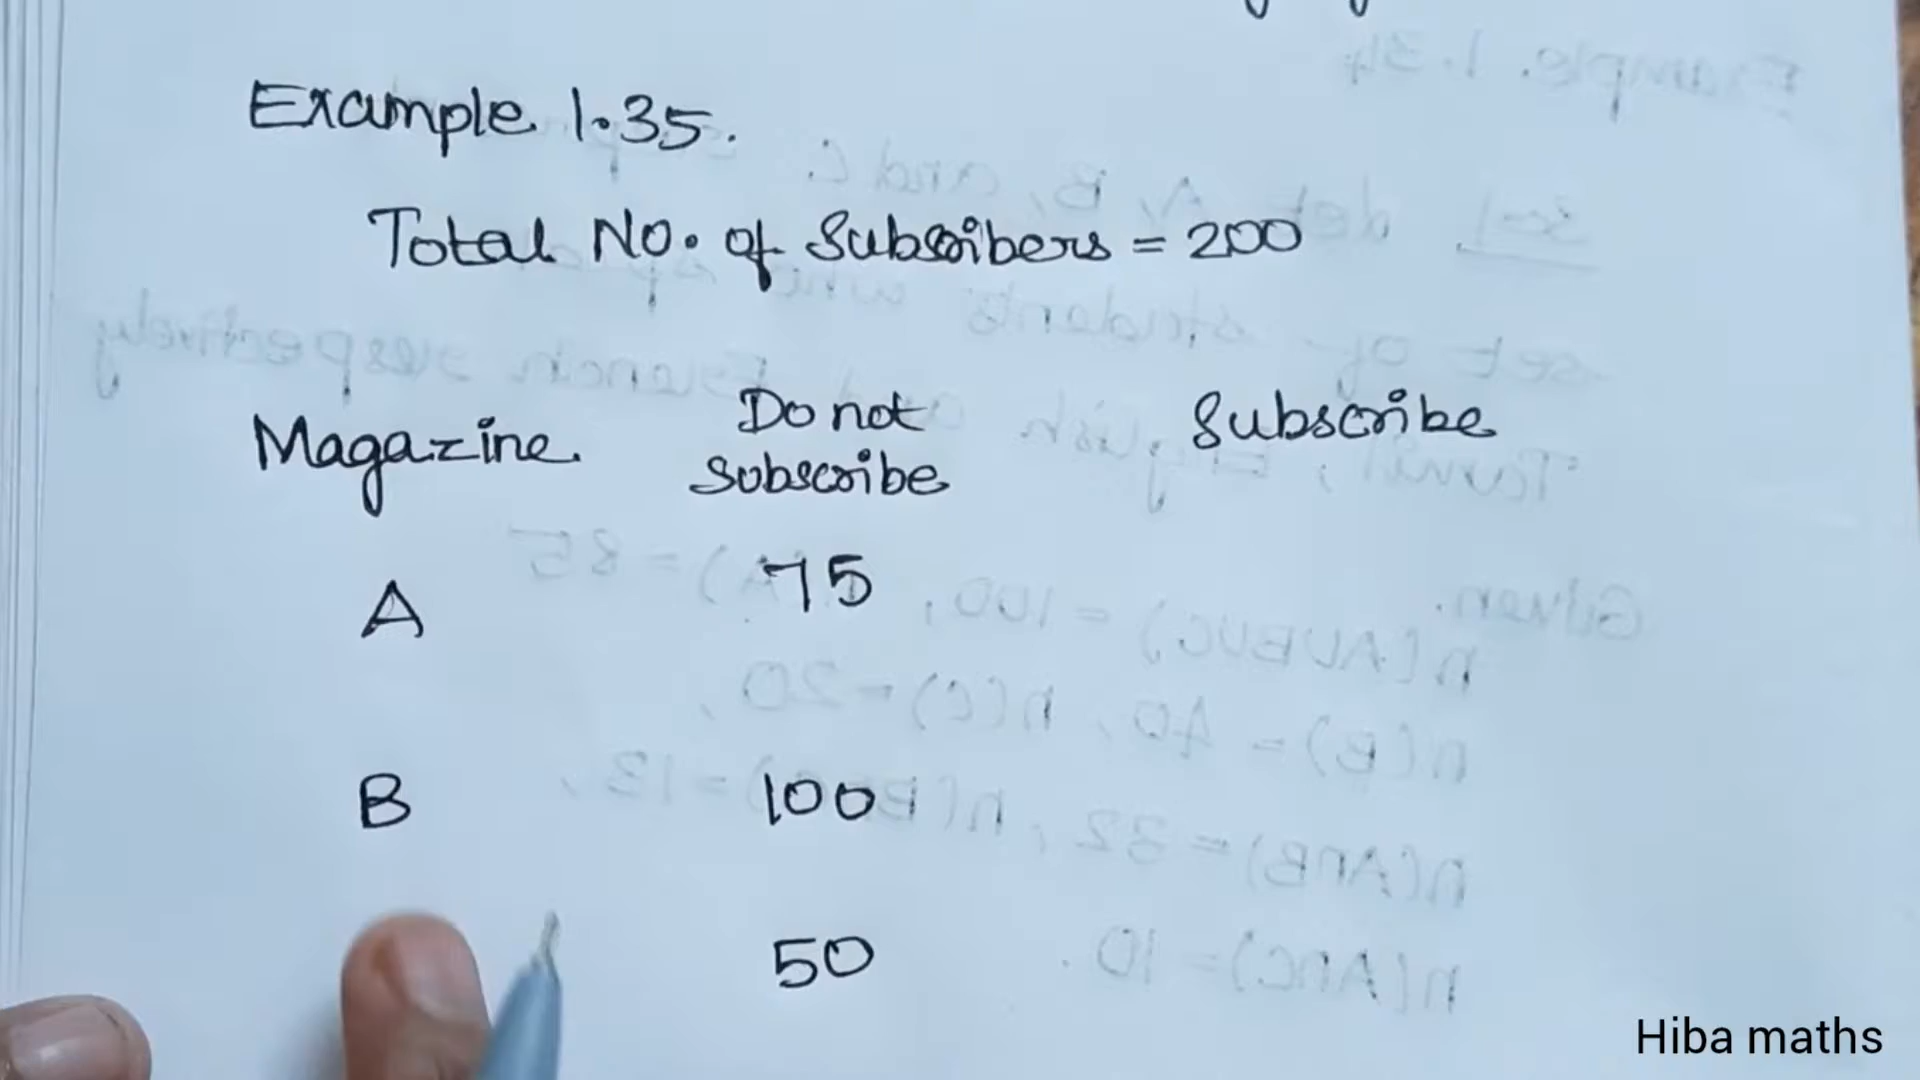 Example 1.35.
Total No. of Subscribers = 200
Magazine Do not Subscribe Subscribe
A 75
B 100
50
Hiba maths